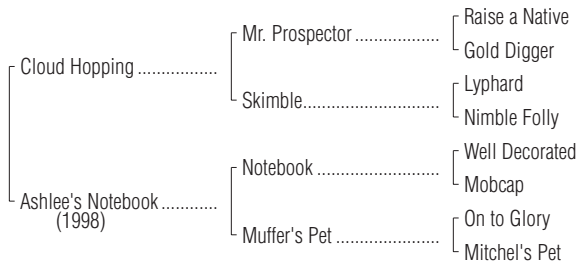 Raise a Native
Mr. Prospector ..................
Gold Digger
Cloud Hopping .................
Lyphard
Skimble.............................
Nimble Folly
Well Decorated
Notebook ...........................
Mobcap
Ashlee's Notebook ............
(1998)
On to Glory
Muffer's Pet ......................
Mitchel's Pet